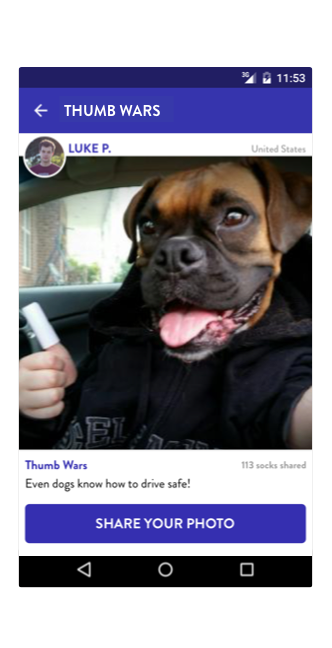 3G 11:53
THUMB WARS
LUKE P. United States
Thumb Wars 113 socks shared
Even dogs know how to drive safe!
SHARE YOUR PHOTO